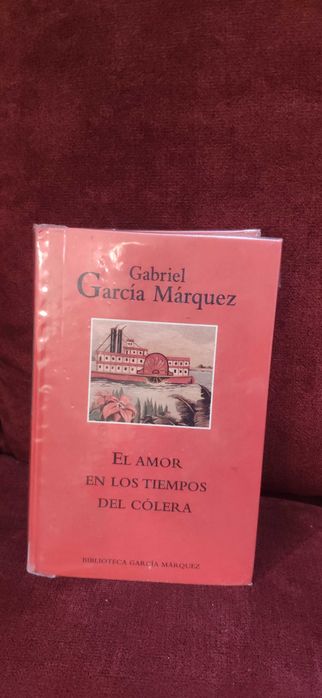 Gabriel
García Márquez
EL AMOR
EN LOS TIEMPOS
DEL CÓLERA
BIBLIOTECA GARCÍA MÁRQUEZ